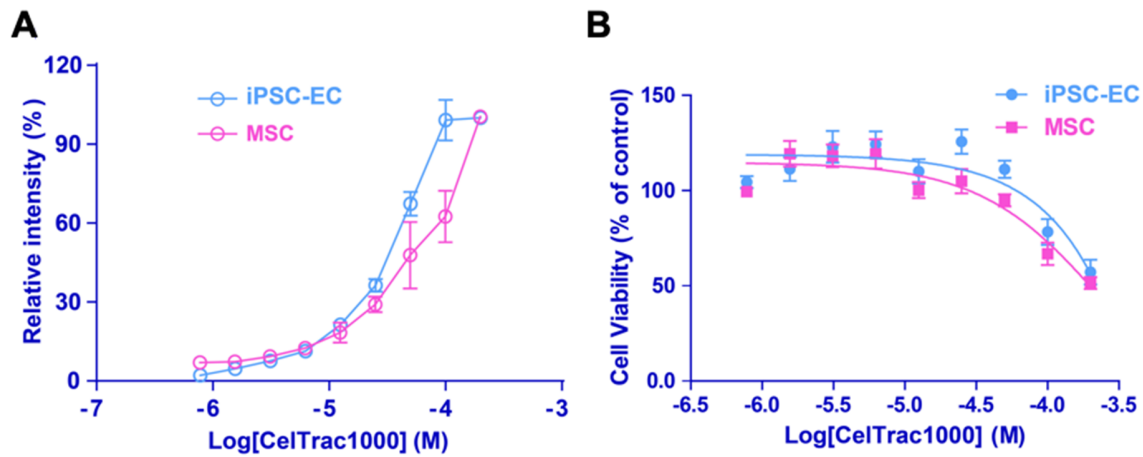 A
Relative intensity (%)
120
90
60
30
0
iPSC-EC
MSC
-7
-6
-5
-4
-3
Log[CelTrac1000] (M)
B
Cell Viability (% of control)
150
100
50
0.0
iPSC-EC
MSC
-6.5
-6.0
-5.5
-5.0
-4.5
-4.0
-3.5
Log[CelTrac1000] (M)